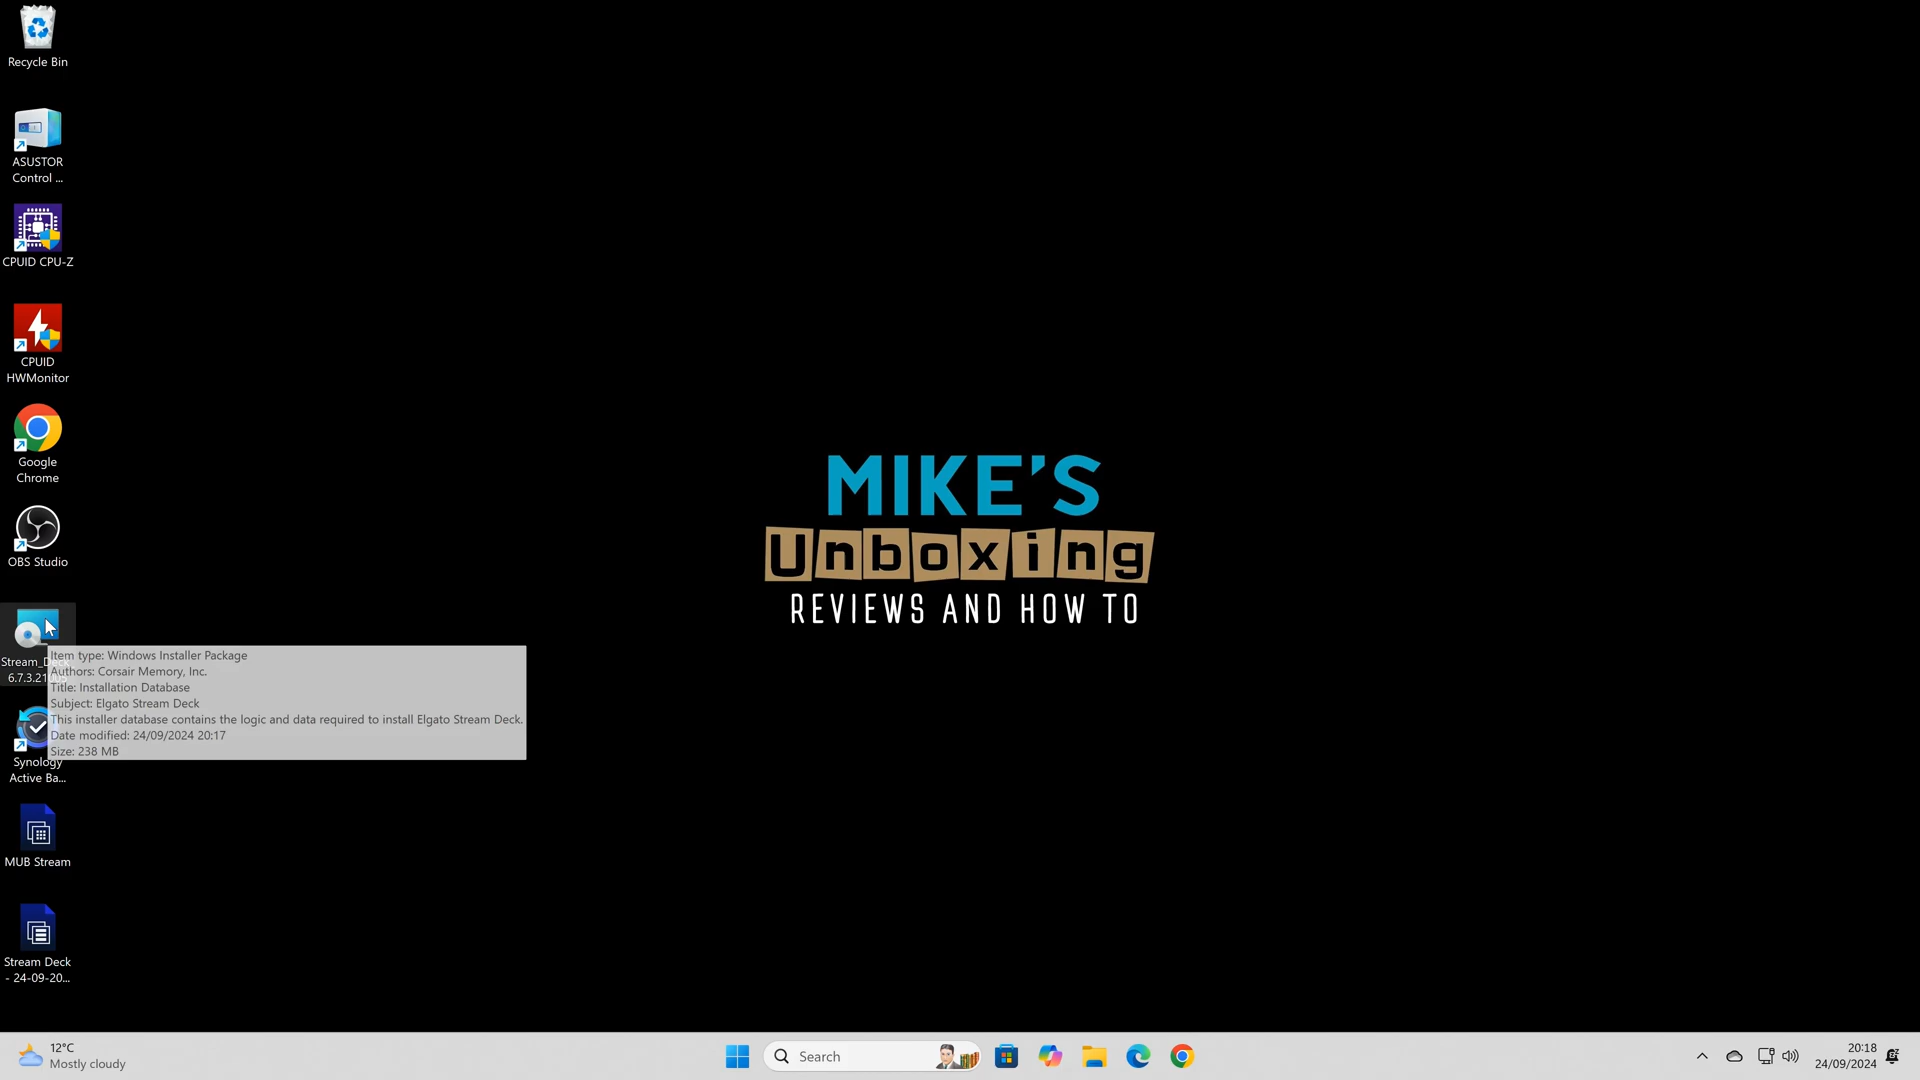 Recycle Bin
ASUSTOR
Control ...
CPUID CPU-Z
CPUID
HWMonitor
Google
Chrome
OBS Studio
6.7.3.21
Item type: Windows Installer Package
Authors: Corsair Memory, Inc.
Title: Installation Database
Subject: Elgato Stream Deck
This installer database contains the logic and data required to install Elgato Stream Deck.
Date modified: 24/09/2024 20:17
Size: 238 MB
Synology
Active Ba...
MUB Stream
Stream Deck
- 24-09-20...
MIKE'S
Unboxing
REVIEWS AND HOW TO
12°C
Mostly cloudy
Search
20:18
24/09/2024